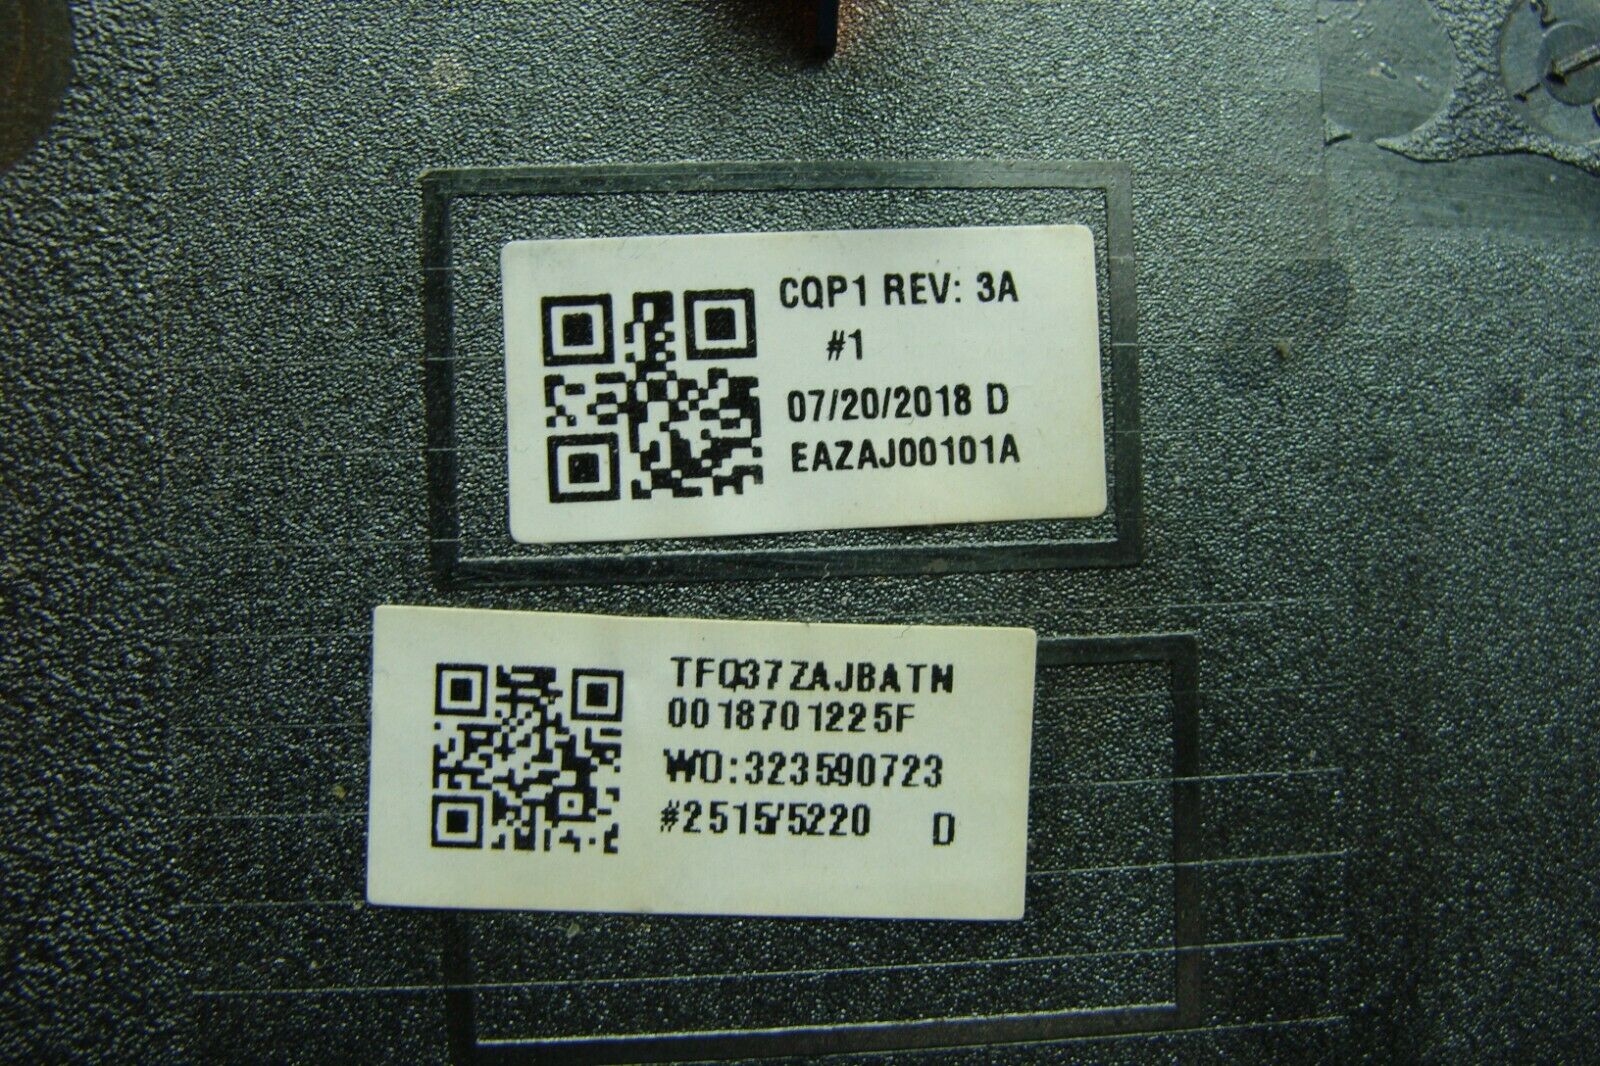 CQP1 REV: 3A
#1
07/20/2018 D
EAZAJ00101A
TFQ37ZAJBATN
0018701225F
WO:323590723
#2515/5220 D